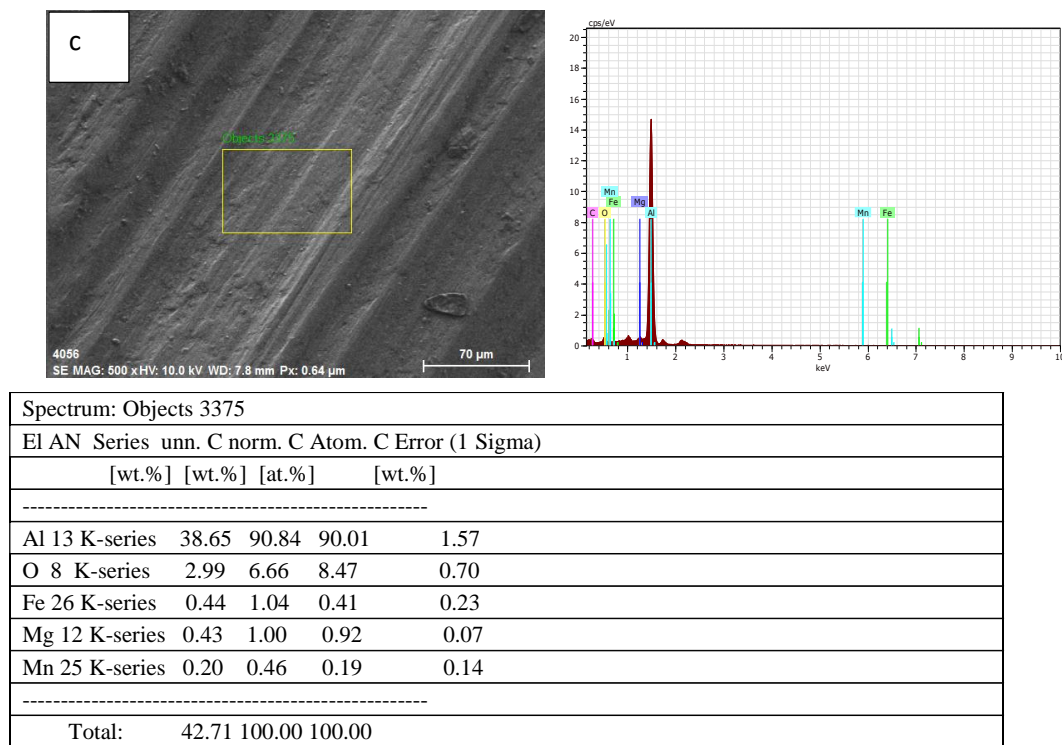 C
Objects 3375
4056
SE MAG: 500 x HV: 10.0 kV WD: 7.8 mm Px: 0.64 µm
70 µm
cps/eV
20
18
16
14
12
10
8
6
4
2
0
Mn
Fe
C O Mg Al Mn Fe
1 2 3 4 5 6 7 8 9 10
keV
Spectrum: Objects 3375
El AN Series unn. C norm. C Atom. C Error (1 Sigma)
[wt.%] [wt.%] [at.%] [wt.%]
-----------------------------------------------------
Al 13 K-series 38.65 90.84 90.01 1.57
O 8 K-series 2.99 6.66 8.47 0.70
Fe 26 K-series 0.44 1.04 0.41 0.23
Mg 12 K-series 0.43 1.00 0.92 0.07
Mn 25 K-series 0.20 0.46 0.19 0.14
-----------------------------------------------------
Total: 42.71 100.00 100.00